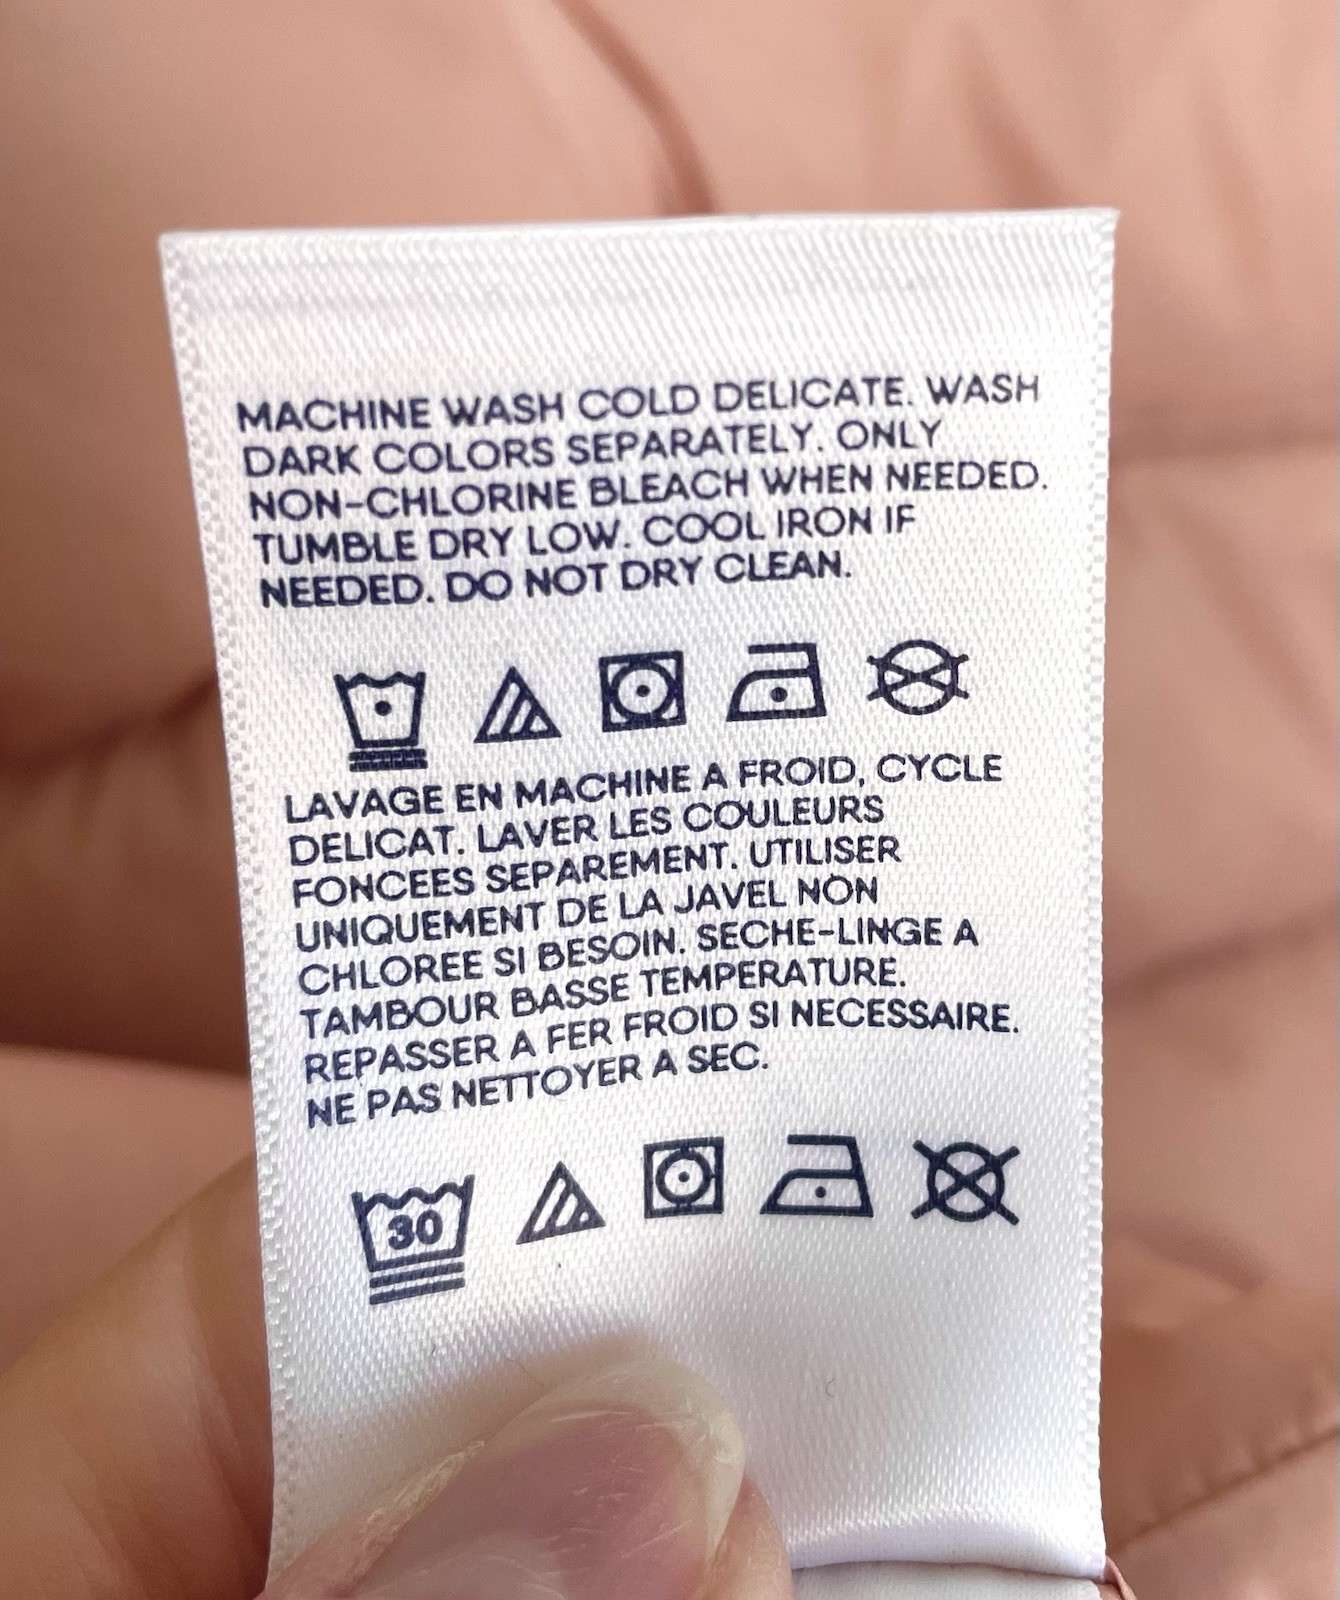 MACHINE WASH COLD DELICATE. WASH
DARK COLORS SEPARATELY. ONLY
NON-CHLORINE BLEACH WHEN NEEDED.
TUMBLE DRY LOW. COOL IRON IF
NEEDED. DO NOT DRY CLEAN.
LAVAGE EN MACHINE A FROID, CYCLE
DELICAT. LAVER LES COULEURS
FONCEES SEPAREMENT. UTILISER
UNIQUEMENT DE LA JAVEL NON
CHLOREE SI BESOIN. SECHE-LINGE A
TAMBOUR BASSE TEMPERATURE.
REPASSER A FER FROID SI NECESSAIRE.
NE PAS NETTOYER A SEC.
30